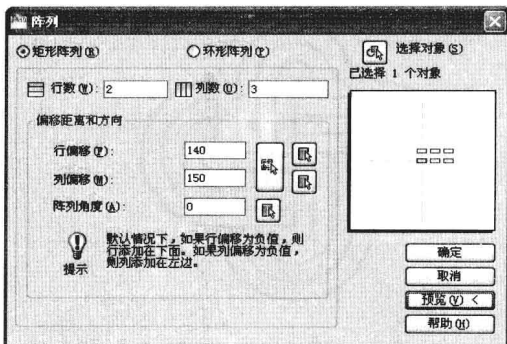 阵列
矩形阵列(R)
环形阵列(P)
选择对象(S)
已选择 1 个对象
行数(W): 2
列数(O): 3
偏移距离和方向
行偏移(F): 140
列偏移(M): 150
阵列角度(A): 0
提示
默认情况下，如果行偏移为负值，则
行添加在下面。如果列偏移为负值，
则列添加在左边。
确定
取消
预览(V) <
帮助(H)